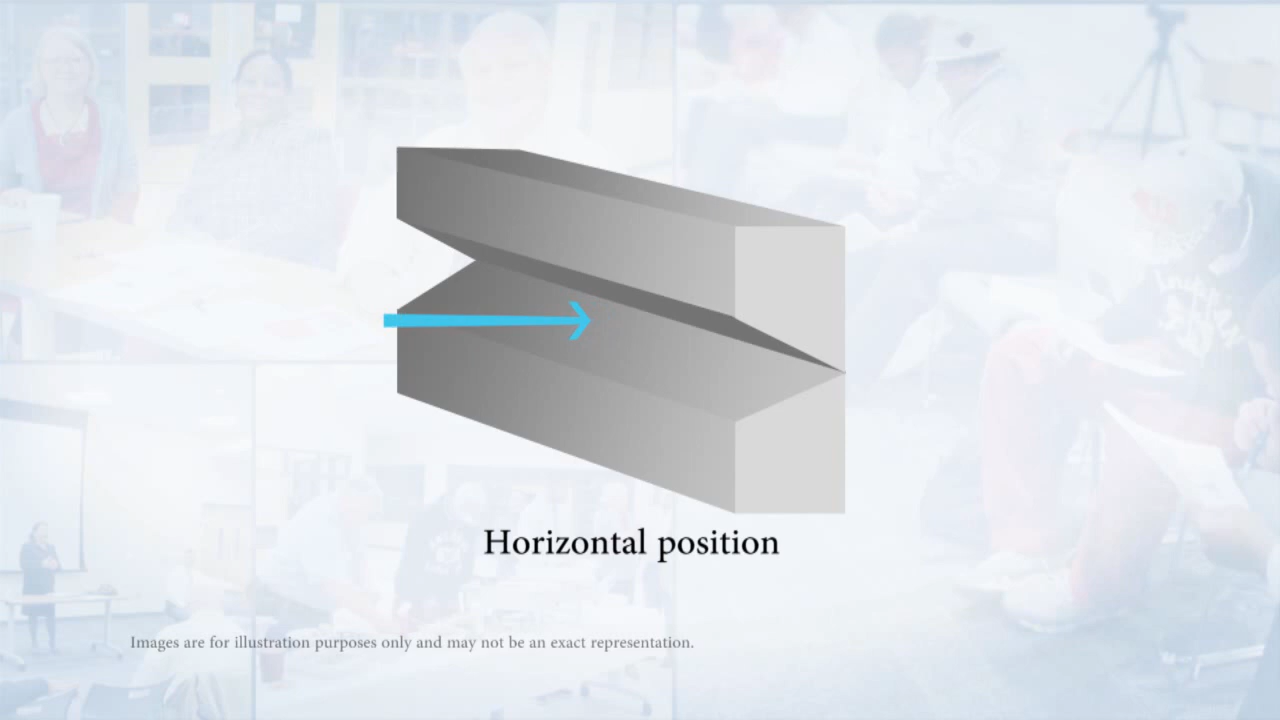 Horizontal position
Images are for illustration purposes only and may not be an exact representation.